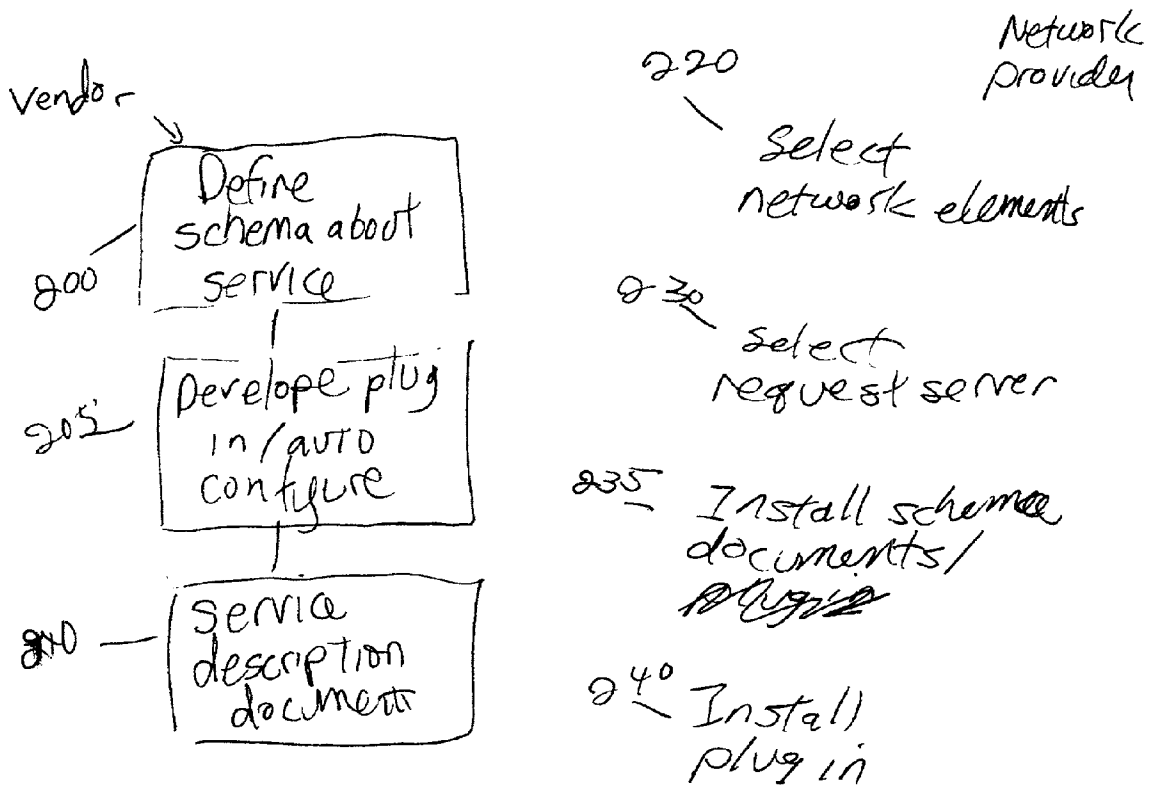 Vendor
Define
schema about
service
200
Develope plug
in/auto
configure
205
service
description
document
210
Network
provider
220
Select
network elements
230
select
request server
235
Install schema
documents/
240
Install
plug in